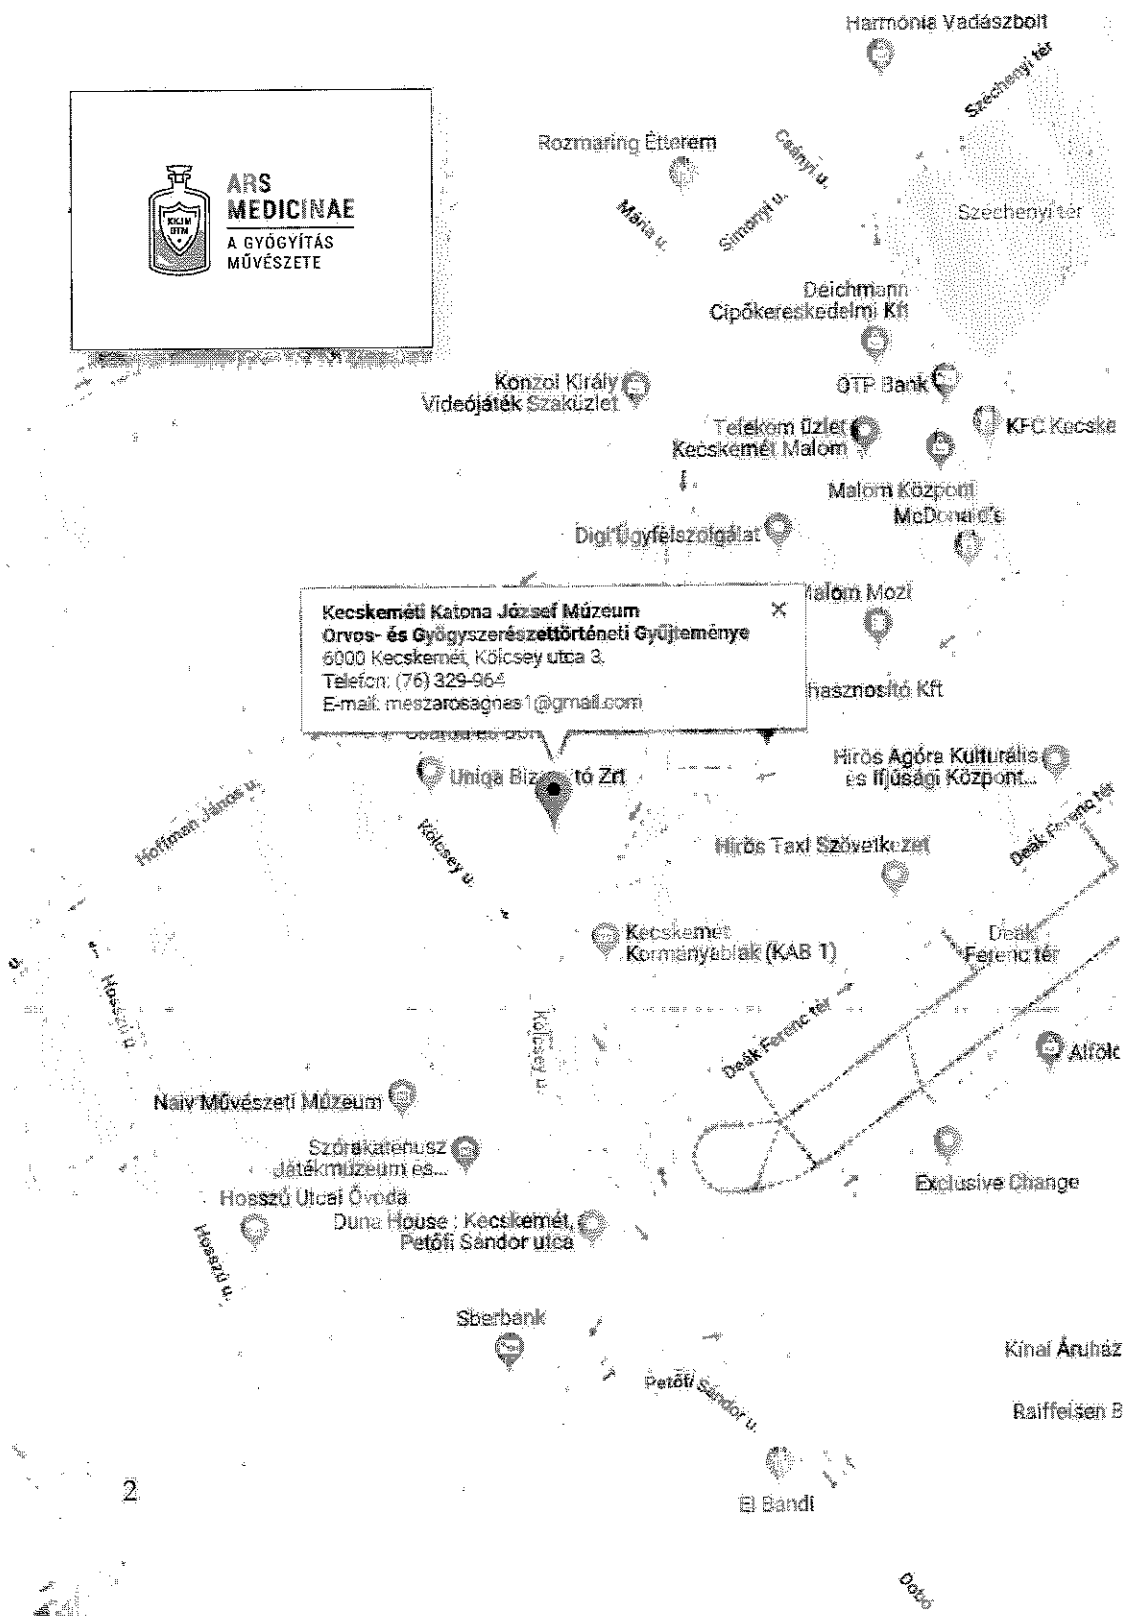 Harmónia Vadászbolt
Széchenyi tér
ARS
MEDICINAE
A GYÓGYÍTÁS
MŰVÉSZETE
KKJM
Rozmaring Étterem
Csányi u.
Mária u.
Simonyi u.
Széchenyi tér
Deichmann
Cipőkereskedelmi Kft
Konzol Király
Videójáték Szaküzlet
OTP Bank
Telekom üzlet
Kecskemét Malom
KFC Kecske
Malom Központ
McDonald's
Digi Ügyfélszolgálat
Malom Mozi
Kecskeméti Katona József Múzeum
Orvos- és Gyógyszerészettörténeti Gyűjteménye
6000 Kecskemét, Kölcsey utca 3.
Telefon: (76) 329-964
E-mail: meszarosagnes1@gmail.com
hasznosító Kft
Uniqa Biz tó Zrt
Hírös Agóra Kulturális
és Ifjúsági Központ...
Hoffman János u.
Kölcsey u.
Hírös Taxi Szövetkezet
Deák Ferenc tér
Kecskemét
Kormányablak (KAB 1)
Deák
Ferenc tér
u.
Hosszú u.
Kölcsey u.
Deák Ferenc tér
Alföld
Naiv Művészeti Múzeum
Szórakaténusz
Játékmúzeum és...
Hosszú Utcai Óvoda
Exclusive Change
Duna House : Kecskemét,
Petőfi Sándor utca
Hosszú u.
Sberbank
Kínai Áruház
Petőfi Sándor u.
Raiffeisen B
2
El Bandi
Dobó